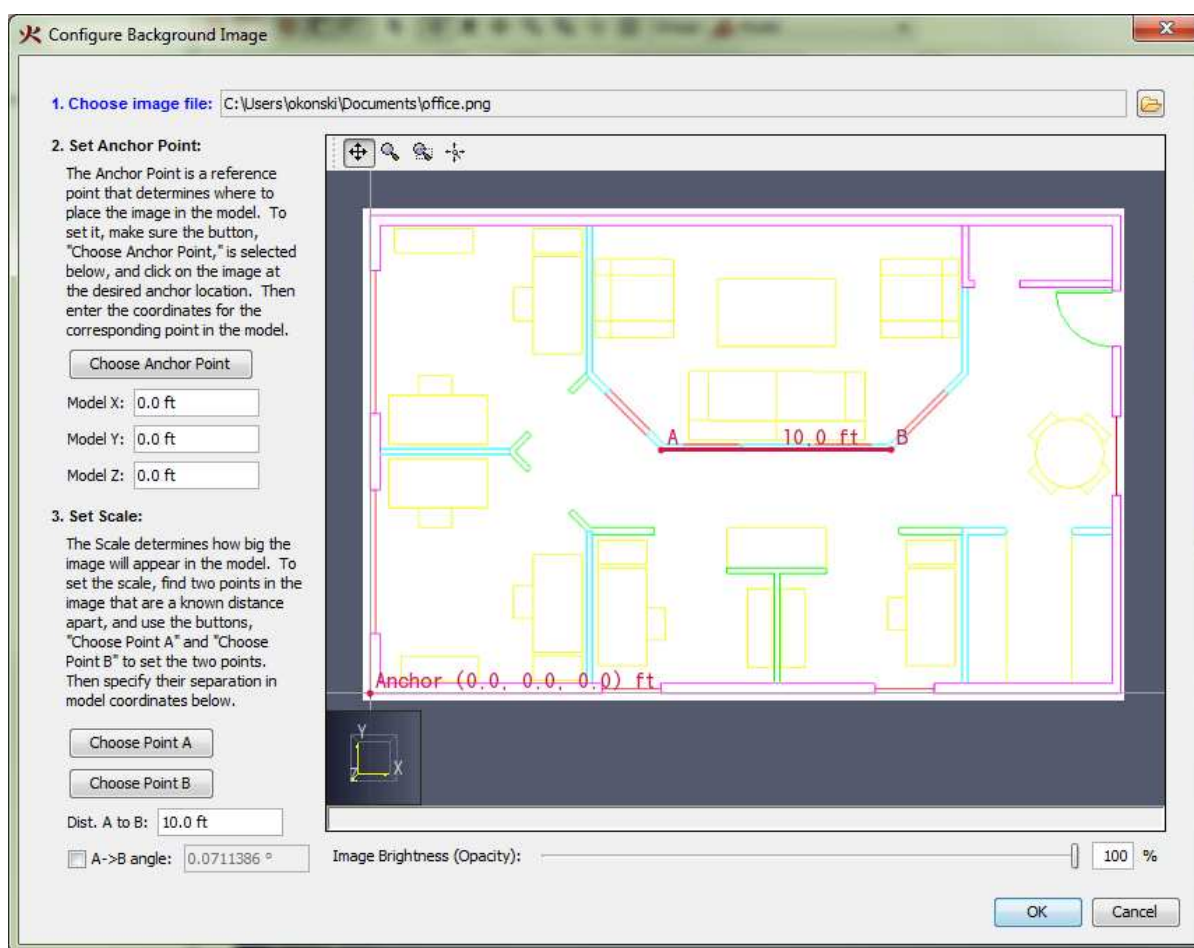 Configure Background Image
1. Choose image file: C:\Users\okonski\Documents\office.png
2. Set Anchor Point:
The Anchor Point is a reference
point that determines where to
place the image in the model. To
set it, make sure the button,
"Choose Anchor Point," is selected
below, and click on the image at
the desired anchor location. Then
enter the coordinates for the
corresponding point in the model.
Choose Anchor Point
Model X: 0.0 ft
Model Y: 0.0 ft
Model Z: 0.0 ft
3. Set Scale:
The Scale determines how big the
image will appear in the model. To
set the scale, find two points in the
image that are a known distance
apart, and use the buttons,
"Choose Point A" and "Choose
Point B" to set the two points.
Then specify their separation in
model coordinates below.
Choose Point A
Choose Point B
Dist. A to B: 10.0 ft
A->B angle: 0.0711386 °
A 10.0 ft B
Anchor (0.0, 0.0, 0.0) ft
Y
Z X
Image Brightness (Opacity): 100 %
OK Cancel